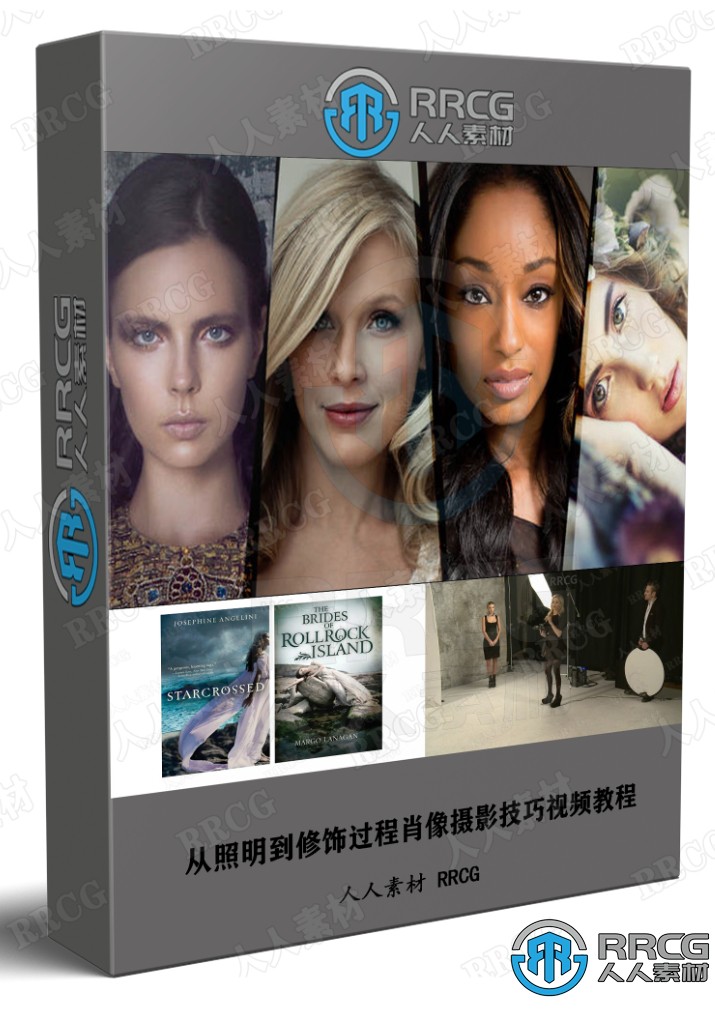 RRCG
人人素材
RRCG
人人素材
JOSEPHINE ANGELINI
STARCROSSED
THE
BRIDES
OF
ROLLROCK
ISLAND
MARGO LANAGAN
RRCG
从照明到修饰过程肖像摄影技巧视频教程
人人素材 RRCG
RRCG
人人素材